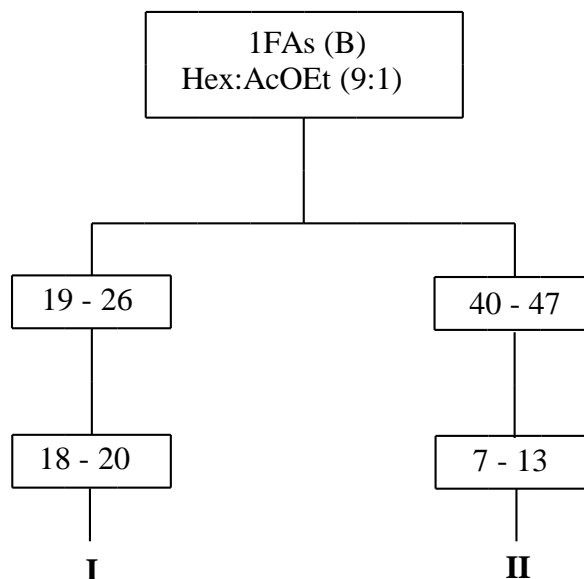 1FAs (B)
Hex:AcOEt (9:1)
19 - 26
40 - 47
18 - 20
7 - 13
I
II